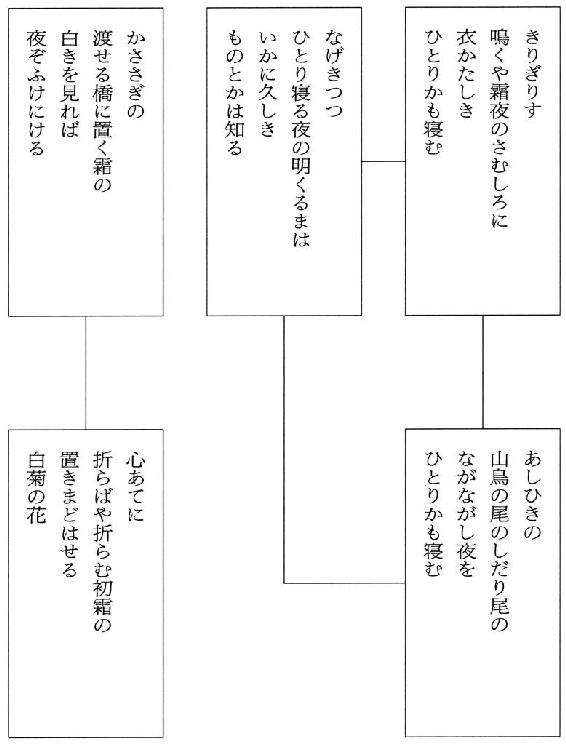 きりぎりす
鳴くや霜夜のさむしろに
衣かたしき
ひとりかも寝む
なげきつつ
ひとり寝る夜の明くるまは
いかに久しき
ものとかは知る
かささぎの
渡せる橋に置く霜の
白きを見れば
夜ぞふけにける
あしひきの
山鳥の尾のしだり尾の
ながながし夜を
ひとりかも寝む
心あてに
折らばや折らむ初霜の
置きまどはせる
白菊の花